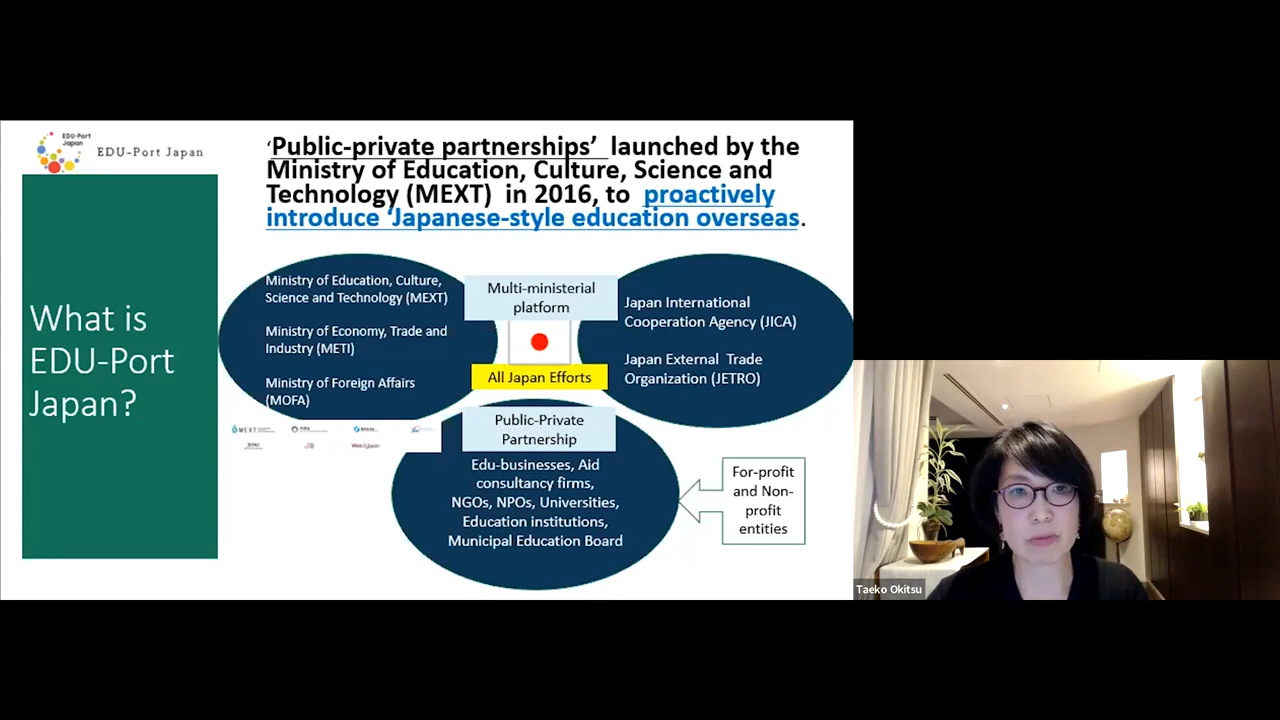 EDU-Port
Japan
EDU-Port Japan
‘Public-private partnerships’ launched by the
Ministry of Education, Culture, Science and
Technology (MEXT) in 2016, to proactively
introduce ‘Japanese-style education overseas.
What is
EDU-Port
Japan?
Ministry of Education, Culture,
Science and Technology (MEXT)
Ministry of Economy, Trade and
Industry (METI)
Ministry of Foreign Affairs
(MOFA)
Multi-ministerial
platform
All Japan Efforts
Japan International
Cooperation Agency (JICA)
Japan External Trade
Organization (JETRO)
MEXT
Public-Private
Partnership
Edu-businesses, Aid
consultancy firms,
NGOs, NPOs, Universities,
Education institutions,
Municipal Education Board
For-profit
and Non-
profit
entities
Taeko Okitsu